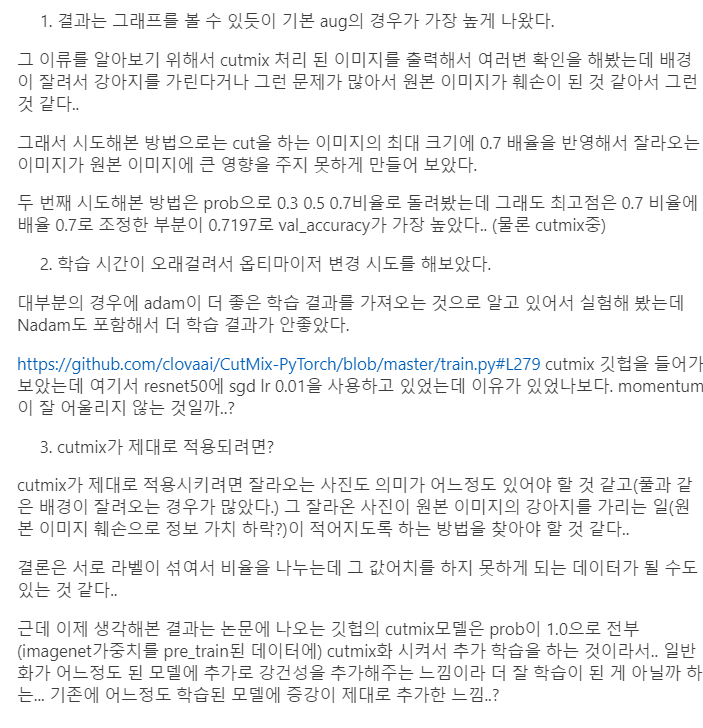 1. 결과는 그래프를 볼 수 있듯이 기본 aug의 경우가 가장 높게 나왔다.
그 이류를 알아보기 위해서 cutmix 처리 된 이미지를 출력해서 여러변 확인을 해봤는데 배경
이 잘려서 강아지를 가린다거나 그런 문제가 많아서 원본 이미지가 훼손이 된 것 같아서 그런
것 같다..
그래서 시도해본 방법으로는 cut을 하는 이미지의 최대 크기에 0.7 배율을 반영해서 잘라오는
이미지가 원본 이미지에 큰 영향을 주지 못하게 만들어 보았다.
두 번째 시도해본 방법은 prob으로 0.3 0.5 0.7비율로 돌려봤는데 그래도 최고점은 0.7 비율에
배율 0.7로 조정한 부분이 0.7197로 val_accuracy가 가장 높았다.. (물론 cutmix중)
2. 학습 시간이 오래걸려서 옵티마이저 변경 시도를 해보았다.
대부분의 경우에 adam이 더 좋은 학습 결과를 가져오는 것으로 알고 있어서 실험해 봤는데
Nadam도 포함해서 더 학습 결과가 안좋았다.
https://github.com/clovaai/CutMix-PyTorch/blob/master/train.py#L279 cutmix 깃헙을 들어가
보았는데 여기서 resnet50에 sgd lr 0.01을 사용하고 있었는데 이유가 있었나보다. momentum
이 잘 어울리지 않는 것일까..?
3. cutmix가 제대로 적용되려면?
cutmix가 제대로 적용시키려면 잘라오는 사진도 의미가 어느정도 있어야 할 것 같고(풀과 같
은 배경이 잘려오는 경우가 많았다.) 그 잘라온 사진이 원본 이미지의 강아지를 가리는 일(원
본 이미지 훼손으로 정보 가치 하락?)이 적어지도록 하는 방법을 찾아야 할 것 같다..
결론은 서로 라벨이 섞여서 비율을 나누는데 그 값어치를 하지 못하게 되는 데이터가 될 수도
있는 것 같다..
근데 이제 생각해본 결과는 논문에 나오는 깃헙의 cutmix모델은 prob이 1.0으로 전부
(imagenet가중치를 pre_train된 데이터에) cutmix화 시켜서 추가 학습을 하는 것이라서.. 일반
화가 어느정도 된 모델에 추가로 강건성을 추가해주는 느낌이라 더 잘 학습이 된 게 아닐까 하
는... 기존에 어느정도 학습된 모델에 증강이 제대로 추가한 느낌..?